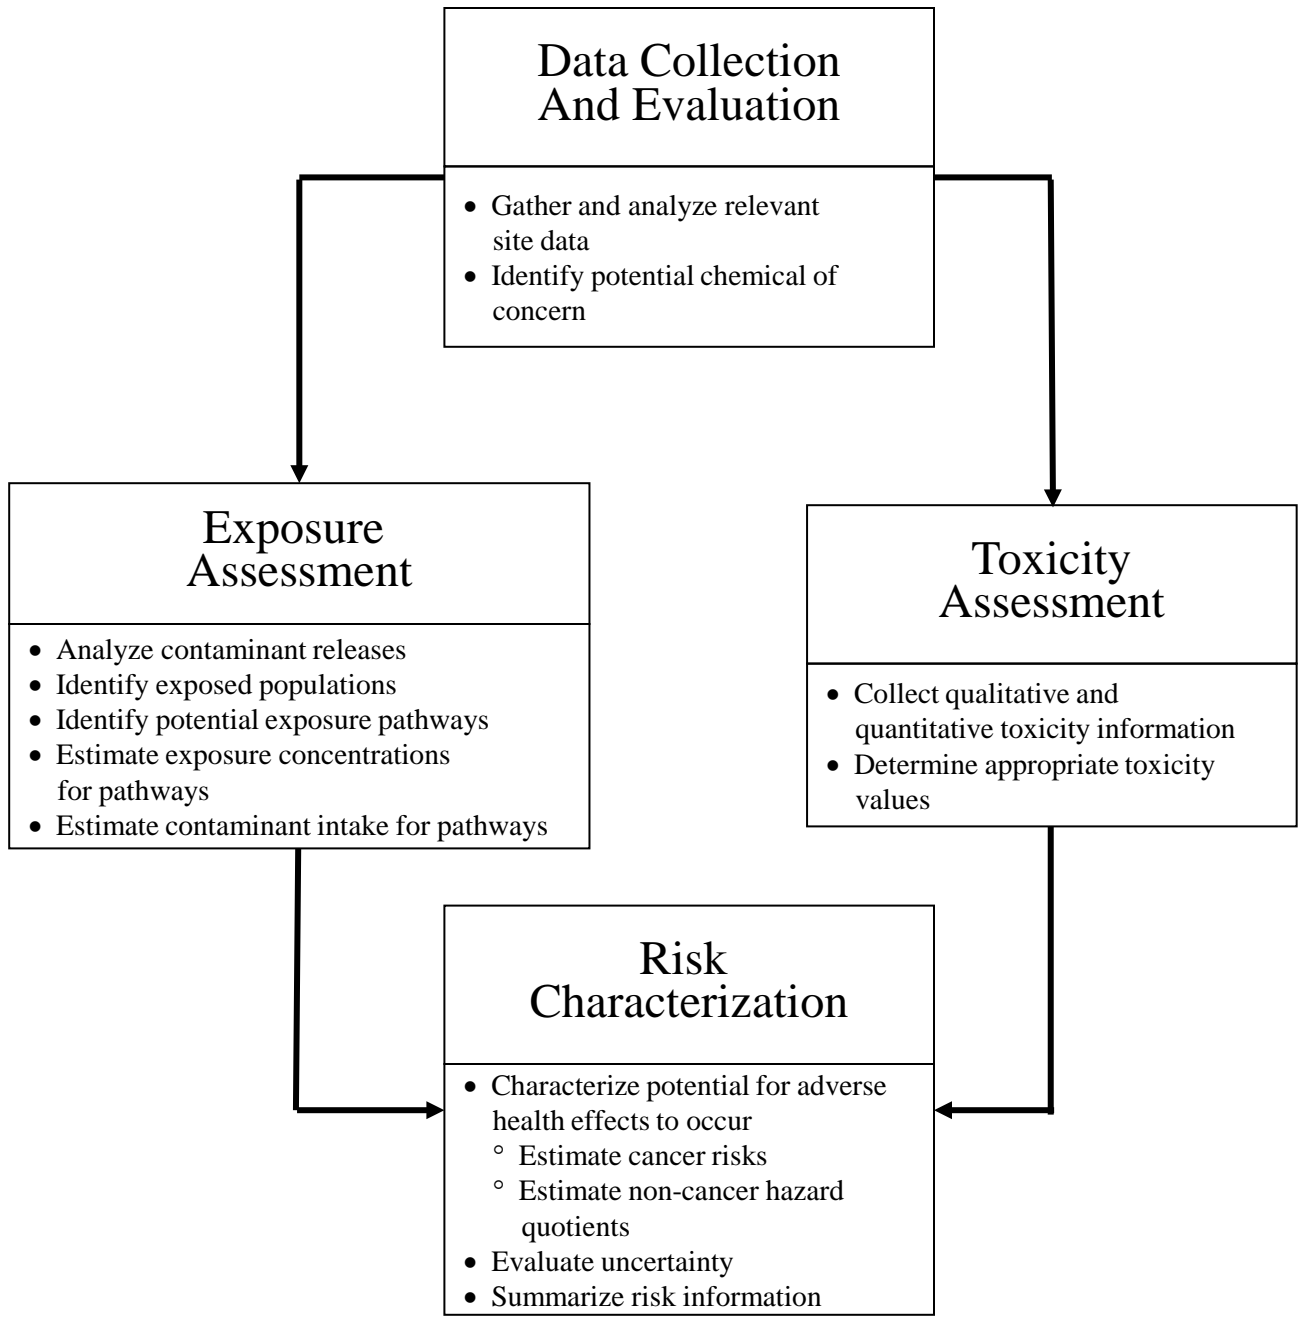 Data Collection
And Evaluation
• Gather and analyze relevant
site data
• Identify potential chemical of
concern
Exposure
Assessment
• Analyze contaminant releases
• Identify exposed populations
• Identify potential exposure pathways
• Estimate exposure concentrations
for pathways
• Estimate contaminant intake for pathways
Toxicity
Assessment
• Collect qualitative and
quantitative toxicity information
• Determine appropriate toxicity
values
Risk
Characterization
• Characterize potential for adverse
health effects to occur
° Estimate cancer risks
° Estimate non-cancer hazard
quotients
• Evaluate uncertainty
• Summarize risk information